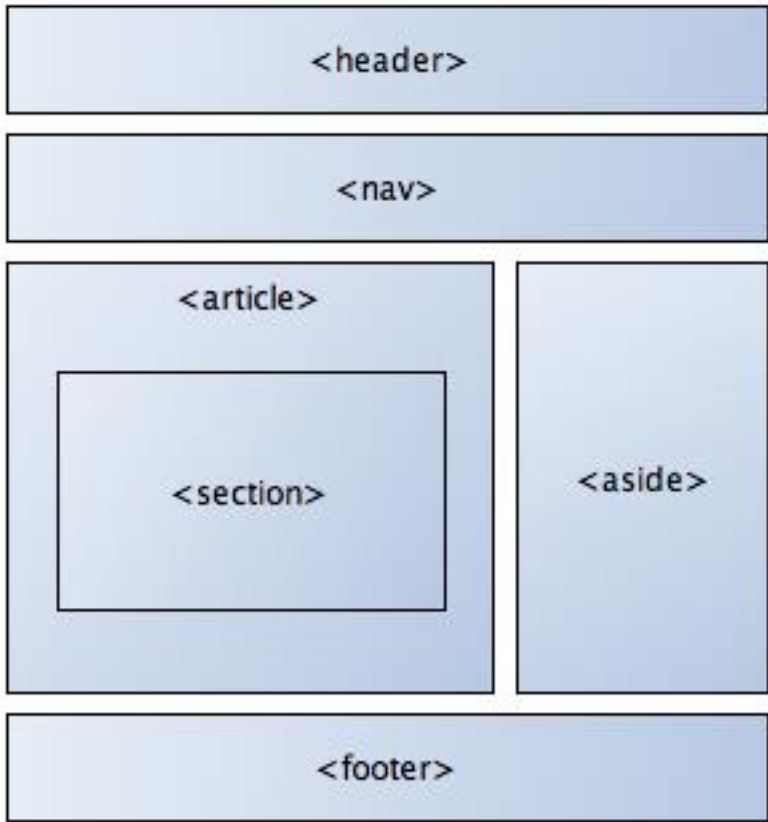 <header>
<nav>
<article>
<section>
<aside>
<footer>